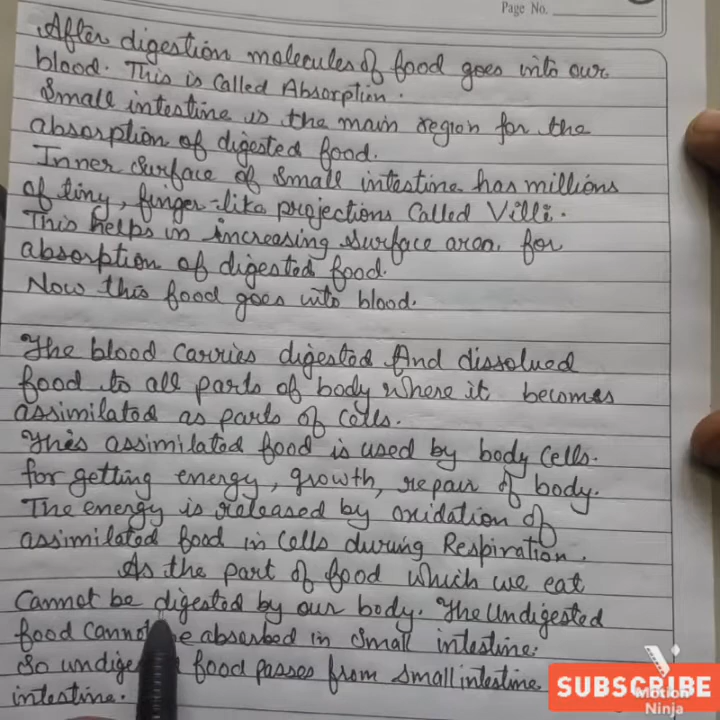 Page No.
After digestion molecules of food goes into our
blood. This is Called Absorption.
Small intestine is the main region for the
absorption of digested food.
Inner surface of Small intestine has millions
of tiny, finger-like projections Called Villi.
This helps in increasing surface area for
absorption of digested food.
Now this food goes into blood.
The blood carries digested And dissolved
food to all parts of body where it becomes
assimilated as parts of cells.
This assimilated food is used by body cells.
for getting energy, growth, repair of body.
The energy is released by oxidation of
assimilated food in Cells during Respiration.
As the part of food which we eat
Cannot be digested by our body. The Undigested
food cannot be absorbed in small intestine.
So food passes from small intestine
intestine.
SUBSCRIBE
Motion
Ninja